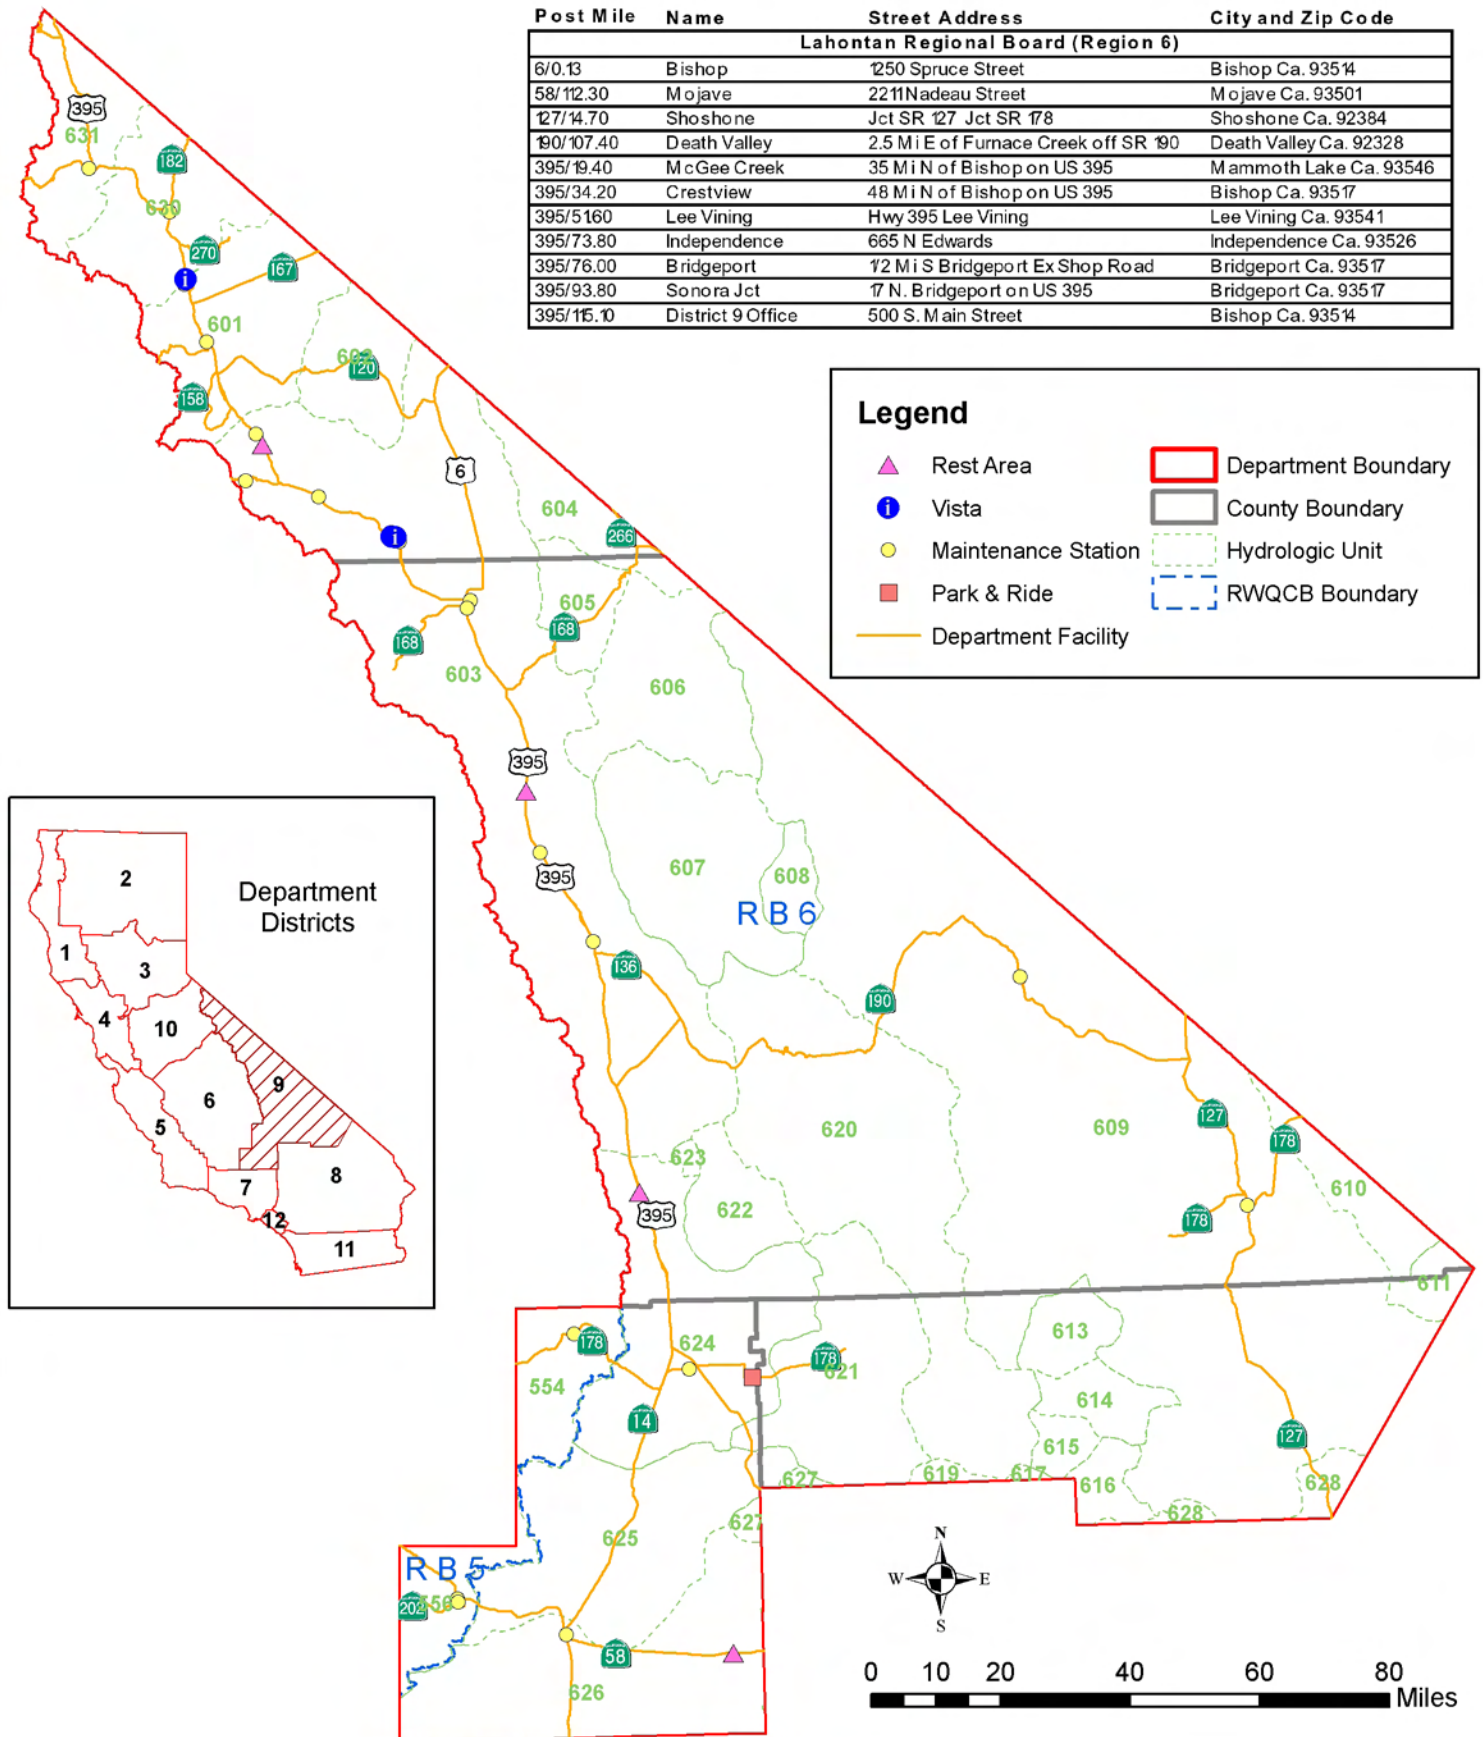 Post Mile Name Street Address City and Zip Code
Lahontan Regional Board (Region 6)
6/0.13 Bishop 1250 Spruce Street Bishop Ca. 93514
58/112.30 Mojave 2211 Nadeau Street Mojave Ca. 93501
127/14.70 Shoshone Jct SR 127 Jct SR 178 Shoshone Ca. 92384
190/107.40 Death Valley 2.5 Mi E of Furnace Creek off SR 190 Death Valley Ca. 92328
395/19.40 McGee Creek 35 Mi N of Bishop on US 395 Mammoth Lake Ca. 93546
395/34.20 Crestview 48 Mi N of Bishop on US 395 Bishop Ca. 93517
395/5160 Lee Vining Hwy 395 Lee Vining Lee Vining Ca. 93541
395/73.80 Independence 665 N Edwards Independence Ca. 93526
395/76.00 Bridgeport 1/2 Mi S Bridgeport Ex Shop Road Bridgeport Ca. 93517
395/93.80 Sonora Jct 17 N. Bridgeport on US 395 Bridgeport Ca. 93517
395/115.10 District 9 Office 500 S. Main Street Bishop Ca. 93514
Legend
Rest Area
Department Boundary
i Vista
County Boundary
Maintenance Station
Hydrologic Unit
Park & Ride
RWQCB Boundary
Department Facility
395
631
182
630
270
167
i
601
602
120
158
6
604
266
i
605
168
168
603
606
395
607
608
395
R B 6
136
190
620
609
127
178
623
610
622
178
395
611
613
178
624
178
621
554
614
14
127
615
627
619
617
616
628
628
627
625
R B 5
202
556
58
626
Department
Districts
2
1
3
4
10
9
6
5
8
7
12
11
N
W E
S
0 10 20 40 60 80
Miles